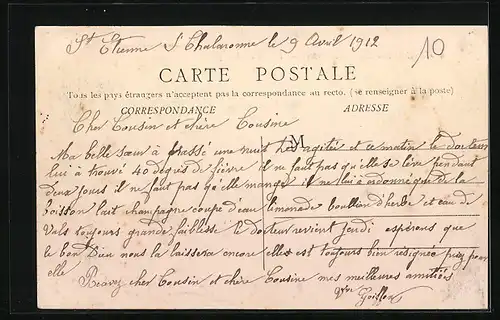 St Etienne S Chalaronne le 9 Avril 1912
10
CARTE POSTALE
Tous les pays étrangers n'acceptent pas la correspondance au recto. (se renseigner à la poste)
CORRESPONDANCE ADRESSE
M
Cher Cousin et chère Cousine
Ma belle sœur à passé une nuit très agitée et ce matin le Docteur
lui à trouvé 40 degrés de fièvre il ne faut pas qu'elle se lève pendant
deux jours il ne faut pas qu'elle mange il ne lui à ordonné que de la
boisson lait champagne coupé d'eau limonade bouillon d'herbe et eau de
Vals toujours grande faiblesse le docteur revient Jeudi espérons que
le bon Dieu nous la laissera encore elle est toujours bien résignée priez pour
elle
Recevez cher Cousin et chère Cousine mes meilleures amitiés
Vve